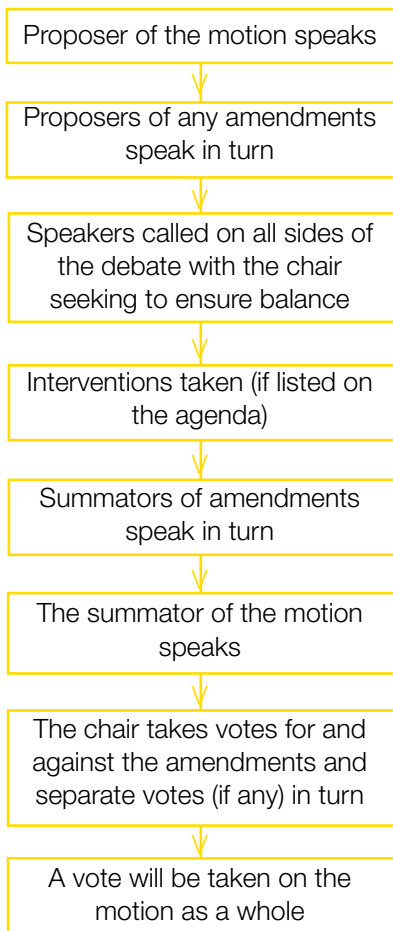 Proposer of the motion speaks
Proposers of any amendments
speak in turn
Speakers called on all sides of
the debate with the chair
seeking to ensure balance
Interventions taken (if listed on
the agenda)
Summators of amendments
speak in turn
The summator of the motion
speaks
The chair takes votes for and
against the amendments and
separate votes (if any) in turn
A vote will be taken on the
motion as a whole